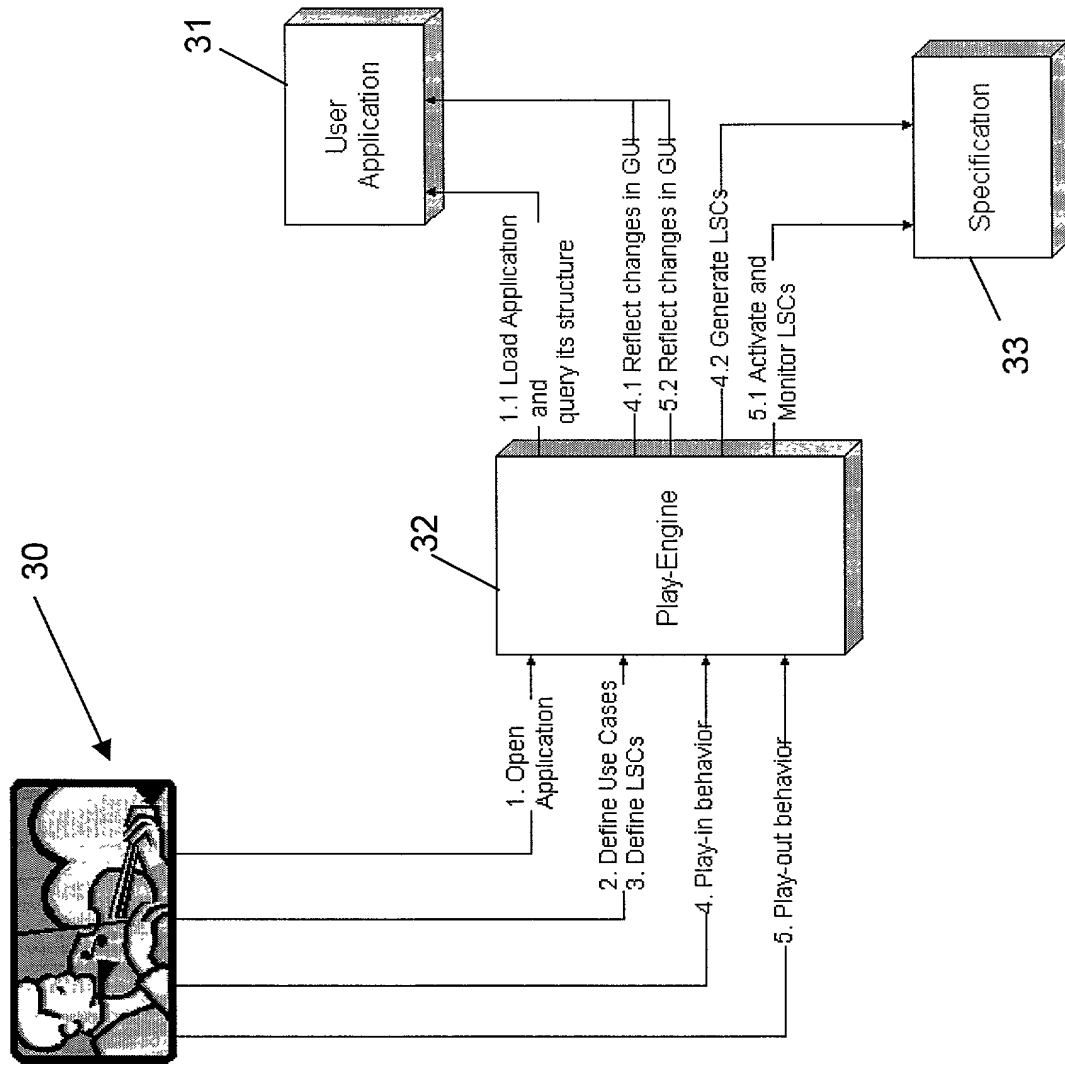 30
1. Open
Application
2. Define Use Cases
3. Define LSCs
4. Play-in behavior
5. Play-out behavior
32
Play-Engine
1.1 Load Application
and
query its structure
4.1 Reflect changes in GUI
5.2 Reflect changes in GUI
4.2 Generate LSCs
5.1 Activate and
Monitor LSCs
31
User
Application
Specification
33